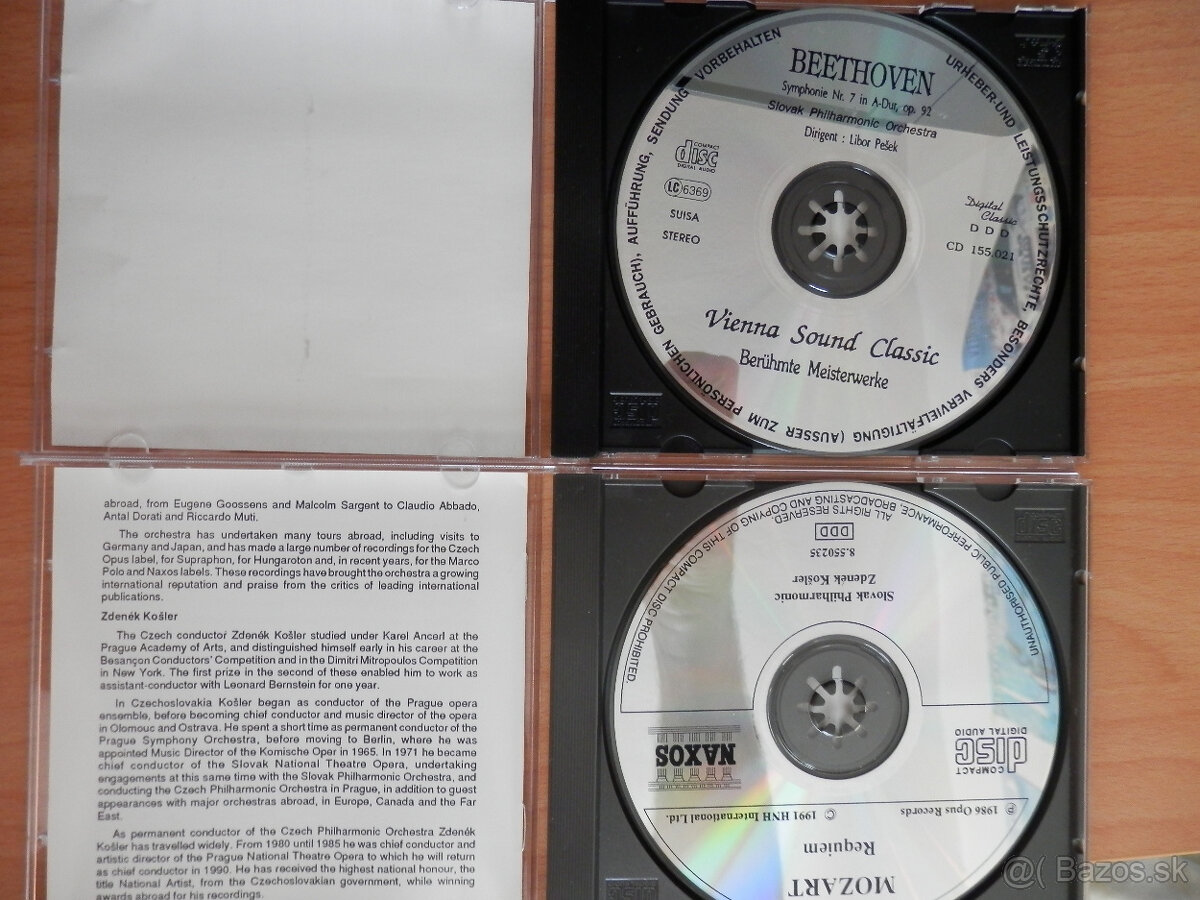 BEETHOVEN
Symphonie Nr. 7 in A-Dur, op. 92
Slovak Philharmonic Orchestra
Dirigent : Libor Pešek
COMPACT
disc
DIGITAL AUDIO
LC 6369
SUISA
STEREO
Digital
Classic
D D D
CD 155.021
Vienna Sound Classic
Berühmte Meisterwerke
URHEBER-UND LEISTUNGSSCHUTZRECHTE, BESONDERS VERVIELFÄLTIGUNG (AUSSER ZUM PERSÖNLICHEN GEBRAUCH), AUFFÜHRUNG, SENDUNG VORBEHALTEN
abroad, from Eugene Goossens and Malcolm Sargent to Claudio Abbado,
Antal Dorati and Riccardo Muti.
The orchestra has undertaken many tours abroad, including visits to
Germany and Japan, and has made a large number of recordings for the Czech
Opus label, for Supraphon, for Hungaroton and, in recent years, for the Marco
Polo and Naxos labels. These recordings have brought the orchestra a growing
international reputation and praise from the critics of leading international
publications.
Zdeněk Košler
The Czech conductor Zdeněk Košler studied under Karel Ancerl at the
Prague Academy of Arts, and distinguished himself early in his career at the
Besançon Conductors' Competition and in the Dimitri Mitropoulos Competition
in New York. The first prize in the second of these enabled him to work as
assistant-conductor with Leonard Bernstein for one year.
In Czechoslovakia Košler began as conductor of the Prague opera
ensemble, before becoming chief conductor and music director of the opera
in Olomouc and Ostrava. He spent a short time as permanent conductor of the
Prague Symphony Orchestra, before moving to Berlin, where he was
appointed Music Director of the Komische Oper in 1965. In 1971 he became
chief conductor of the Slovak National Theatre Opera, undertaking
engagements at this same time with the Slovak Philharmonic Orchestra, and
conducting the Czech Philharmonic Orchestra in Prague, in addition to guest
appearances with major orchestras abroad, in Europe, Canada and the Far
East.
As permanent conductor of the Czech Philharmonic Orchestra Zdeněk
Košler has travelled widely. From 1980 until 1985 he was chief conductor and
artistic director of the Prague National Theatre Opera to which he will return
as chief conductor in 1990. He has received the highest national honour, the
title National Artist, from the Czechoslovakian government, while winning
awards abroad for his recordings.
MOZART
Requiem
℗ 1986 Opus Records © 1991 HNH International Ltd.
COMPACT
disc
DIGITAL AUDIO
NAXOS
Slovak Philharmonic
Zdeněk Košler
8.550235
DDD
UNAUTHORISED PUBLIC PERFORMANCE, BROADCASTING AND COPYING OF THIS COMPACT DISC PROHIBITED.
ALL RIGHTS RESERVED.
@( Bazos.sk